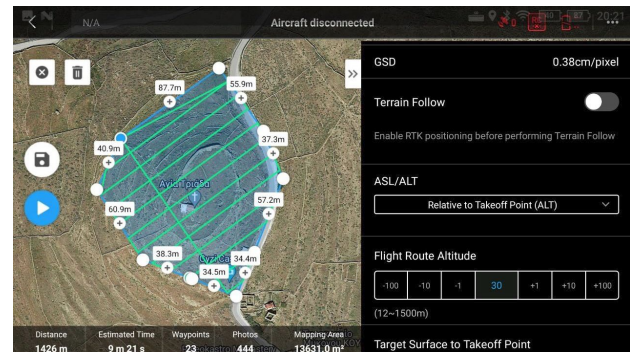 N/A
Aircraft disconnected
20:21
87.7m
55.9m
40.9m
37.3m
Αγία Τριάδα
57.2m
60.9m
38.3m
34.4m
34.5m
Distance
Estimated Time
Waypoints
Photos
Mapping Area
1426 m
9 m 21 s
23
444
13631.0 m²
GSD
0.38cm/pixel
Terrain Follow
Enable RTK positioning before performing Terrain Follow
ASL/ALT
Relative to Takeoff Point (ALT)
Flight Route Altitude
-100
-10
-1
30
+1
+10
+100
(12~1500m)
Target Surface to Takeoff Point